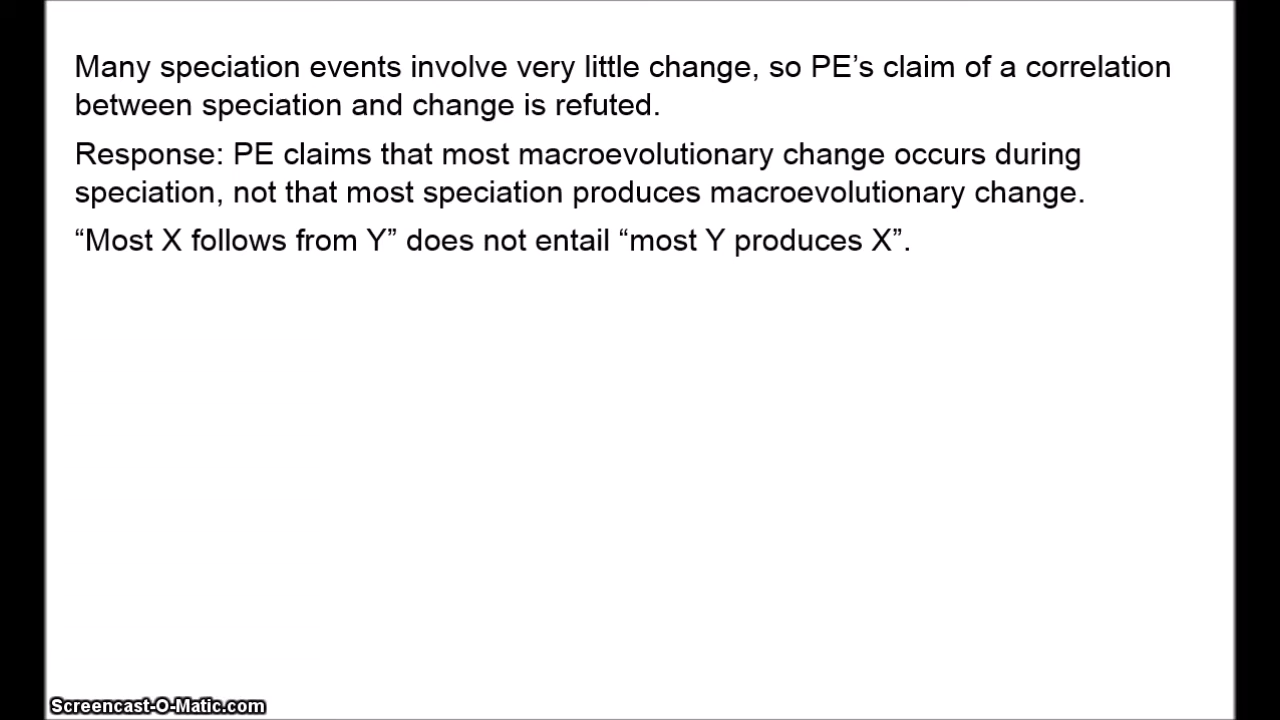 Many speciation events involve very little change, so PE’s claim of a correlation
between speciation and change is refuted.
Response: PE claims that most macroevolutionary change occurs during
speciation, not that most speciation produces macroevolutionary change.
“Most X follows from Y” does not entail “most Y produces X”.
Screencast-O-Matic.com